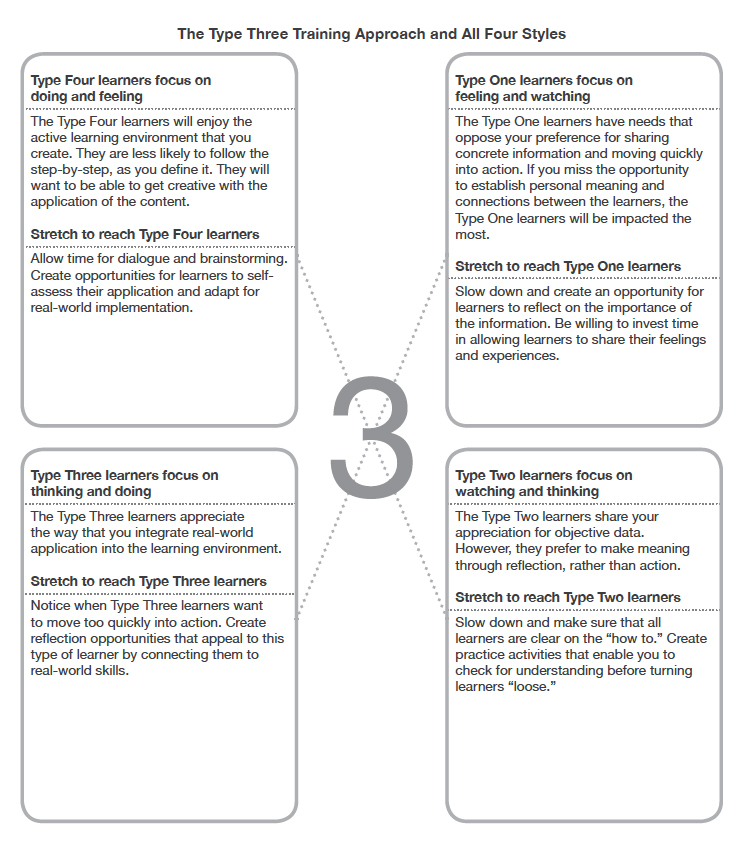 The Type Three Training Approach and All Four Styles
Type Four learners focus on
doing and feeling
The Type Four learners will enjoy the
active learning environment that you
create. They are less likely to follow the
step-by-step, as you define it. They will
want to be able to get creative with the
application of the content.
Stretch to reach Type Four learners
Allow time for dialogue and brainstorming.
Create opportunities for learners to self-
assess their application and adapt for
real-world implementation.
Type One learners focus on
feeling and watching
The Type One learners have needs that
oppose your preference for sharing
concrete information and moving quickly
into action. If you miss the opportunity
to establish personal meaning and
connections between the learners, the
Type One learners will be impacted the
most.
Stretch to reach Type One learners
Slow down and create an opportunity for
learners to reflect on the importance of
the information. Be willing to invest time
in allowing learners to share their feelings
and experiences.
3
Type Three learners focus on
thinking and doing
The Type Three learners appreciate
the way that you integrate real-world
application into the learning environment.
Stretch to reach Type Three learners
Notice when Type Three learners want
to move too quickly into action. Create
reflection opportunities that appeal to this
type of learner by connecting them to
real-world skills.
Type Two learners focus on
watching and thinking
The Type Two learners share your
appreciation for objective data.
However, they prefer to make meaning
through reflection, rather than action.
Stretch to reach Type Two learners
Slow down and make sure that all
learners are clear on the “how to.” Create
practice activities that enable you to
check for understanding before turning
learners “loose.”